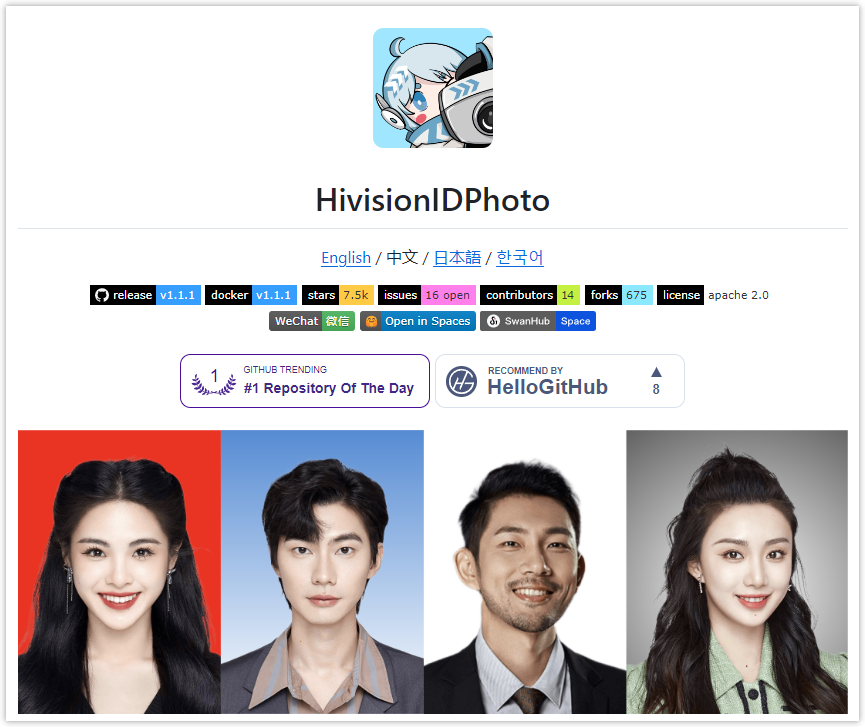 HivisionIDPhoto
English / 中文 / 日本語 / 한국어
release v1.1.1 docker v1.1.1 stars 7.5k issues 16 open contributors 14 forks 675 license apache 2.0
WeChat 微信 Open in Spaces SwanHub Space
1 GITHUB TRENDING
#1 Repository Of The Day
RECOMMEND BY
HelloGitHub
8